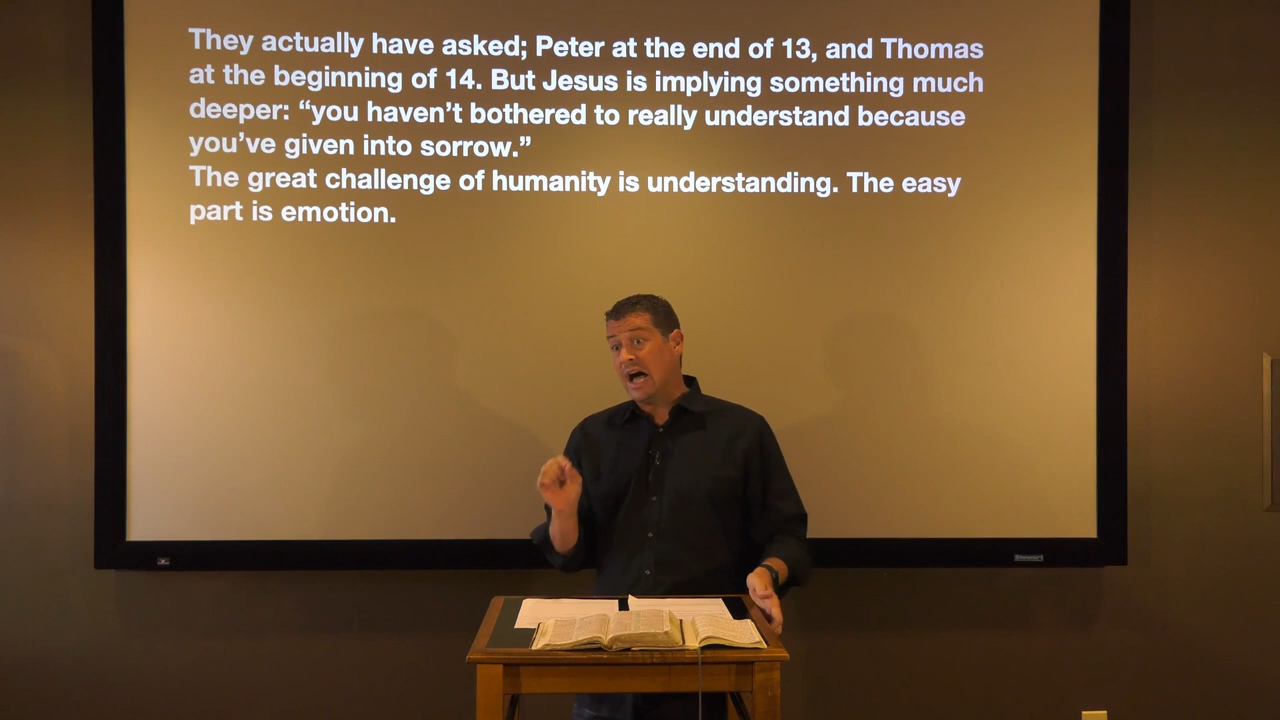 They actually have asked; Peter at the end of 13, and Thomas
at the beginning of 14. But Jesus is implying something much
deeper: “you haven’t bothered to really understand because
you’ve given into sorrow.”
The great challenge of humanity is understanding. The easy
part is emotion.